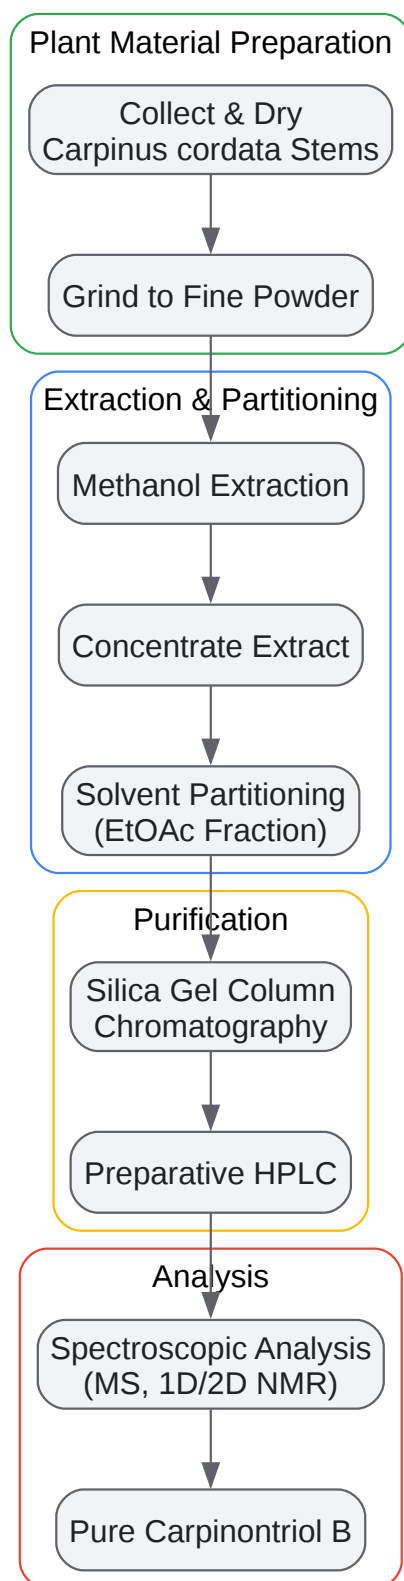 Plant Material Preparation
Collect & Dry
Carpinus cordata Stems
Grind to Fine Powder
Extraction & Partitioning
Methanol Extraction
Concentrate Extract
Solvent Partitioning
(EtOAc Fraction)
Purification
Silica Gel Column
Chromatography
Preparative HPLC
Analysis
Spectroscopic Analysis
(MS, 1D/2D NMR)
Pure Carpinontriol B